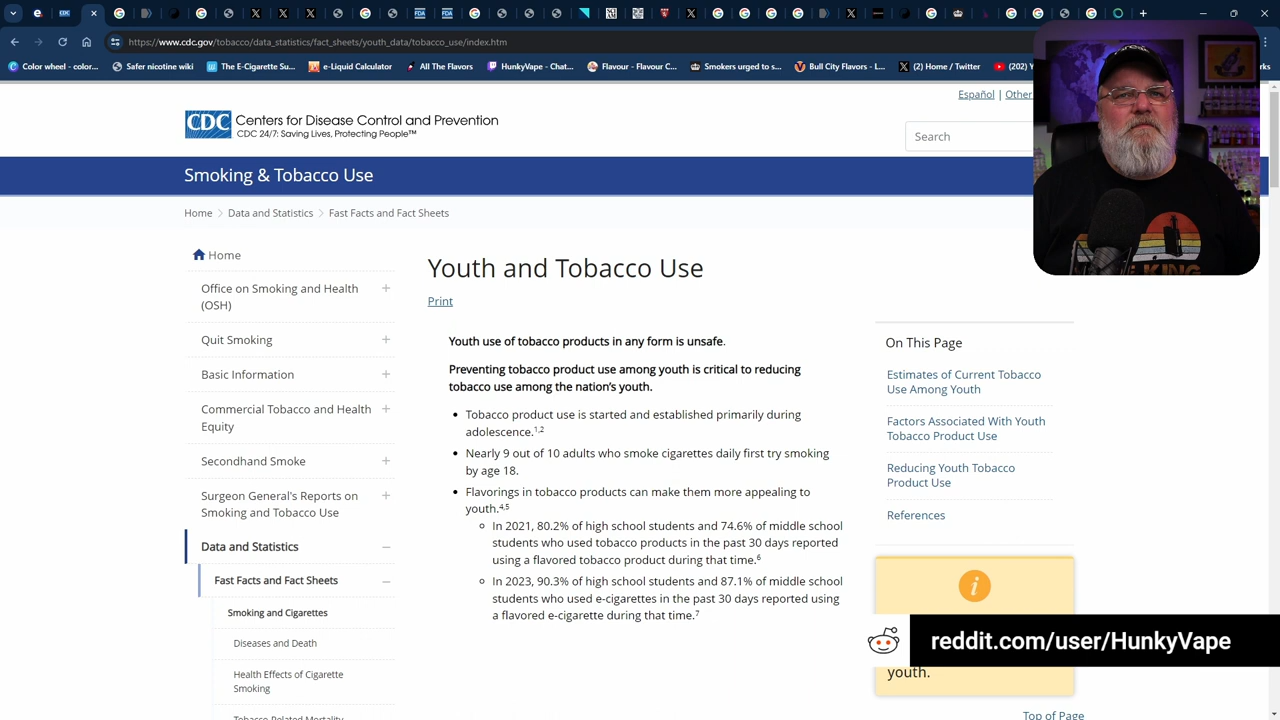 https://www.cdc.gov/tobacco/data_statistics/fact_sheets/youth_data/tobacco_use/index.htm
Color wheel - color...
Safer nicotine wiki
The E-Cigarette Su...
e-Liquid Calculator
All The Flavors
HunkyVape - Chat...
Flavour - Flavour C...
Smokers urged to s...
Bull City Flavors - L...
(2) Home / Twitter
(202) Y
rks
Español | Other
CDC
Centers for Disease Control and Prevention
CDC 24/7: Saving Lives, Protecting People™
Search
Smoking & Tobacco Use
Home
Data and Statistics
Fast Facts and Fact Sheets
Home
Office on Smoking and Health
(OSH)
Quit Smoking
Basic Information
Commercial Tobacco and Health
Equity
Secondhand Smoke
Surgeon General's Reports on
Smoking and Tobacco Use
Data and Statistics
Fast Facts and Fact Sheets
Smoking and Cigarettes
Diseases and Death
Health Effects of Cigarette
Smoking
Tobacco-Related Mortality
Youth and Tobacco Use
Print
Youth use of tobacco products in any form is unsafe.
Preventing tobacco product use among youth is critical to reducing
tobacco use among the nation's youth.
Tobacco product use is started and established primarily during
adolescence.1,2
Nearly 9 out of 10 adults who smoke cigarettes daily first try smoking
by age 18.
Flavorings in tobacco products can make them more appealing to
youth.4,5
In 2021, 80.2% of high school students and 74.6% of middle school
students who used tobacco products in the past 30 days reported
using a flavored tobacco product during that time.6
In 2023, 90.3% of high school students and 87.1% of middle school
students who used e-cigarettes in the past 30 days reported using
a flavored e-cigarette during that time.7
On This Page
Estimates of Current Tobacco
Use Among Youth
Factors Associated With Youth
Tobacco Product Use
Reducing Youth Tobacco
Product Use
References
i
reddit.com/user/HunkyVape
youth.
Top of Page